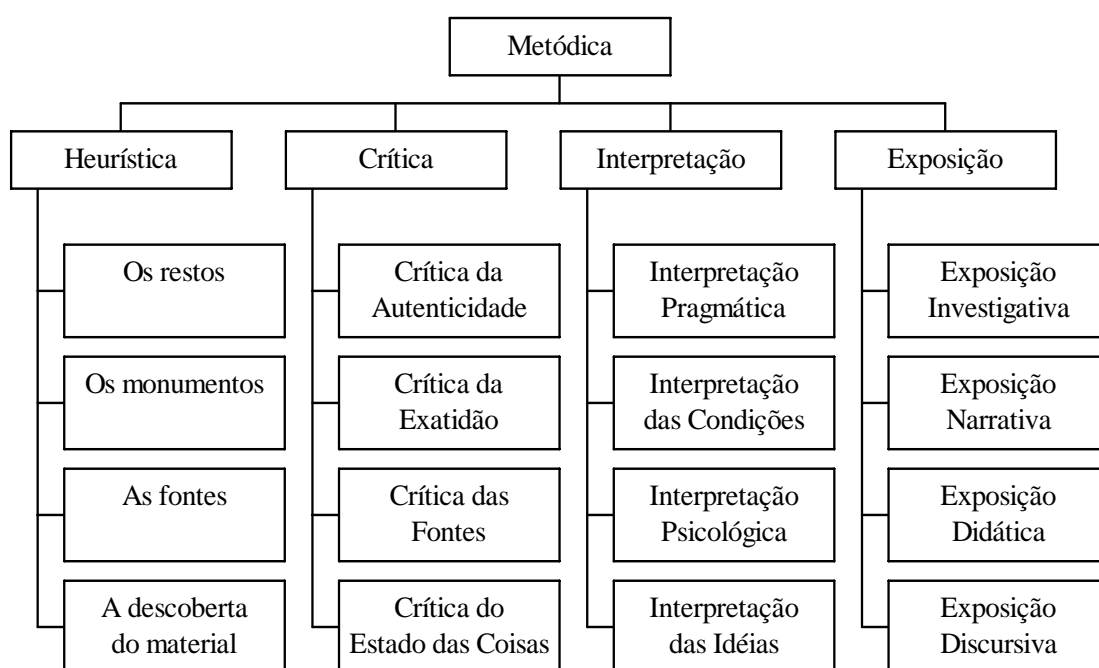 Metódica
Heurística
Crítica
Interpretação
Exposição
Os restos
Os monumentos
As fontes
A descoberta
do material
Crítica da
Autenticidade
Crítica da
Exatidão
Crítica das
Fontes
Crítica do
Estado das Coisas
Interpretação
Pragmática
Interpretação
das Condições
Interpretação
Psicológica
Interpretação
das Idéias
Exposição
Investigativa
Exposição
Narrativa
Exposição
Didática
Exposição
Discursiva